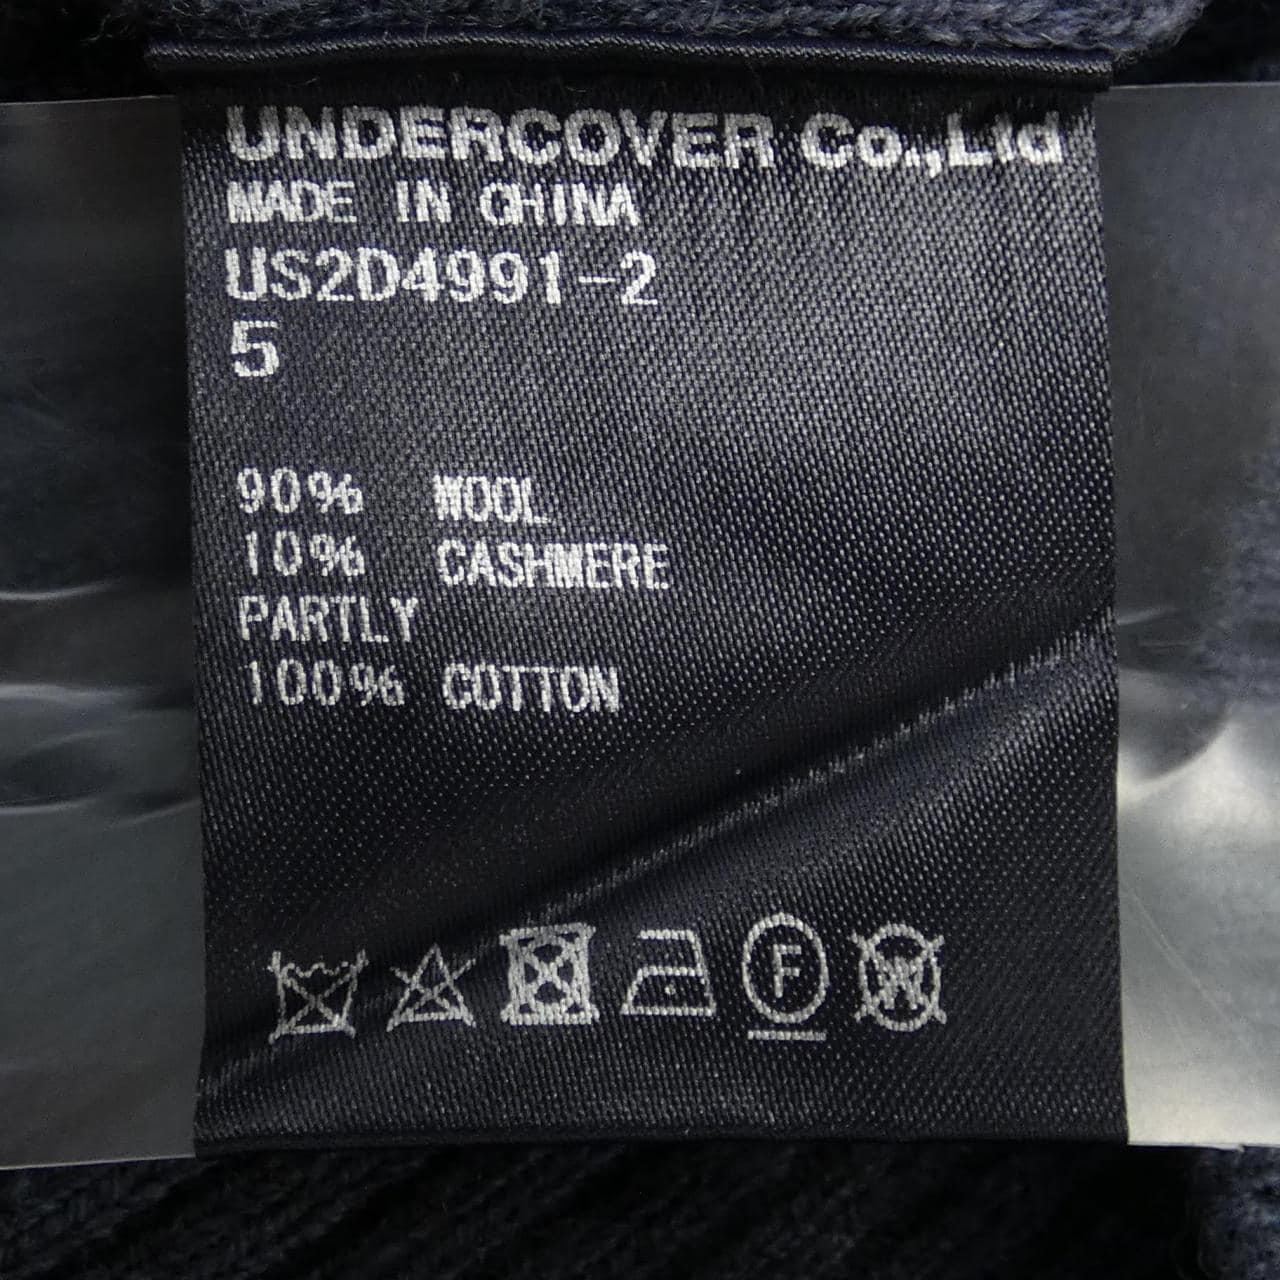 UNDERCOVER Co.,Ltd
MADE IN CHINA
US2D4991-2
5
90% WOOL
10% CASHMERE
PARTLY
100% COTTON
F
W